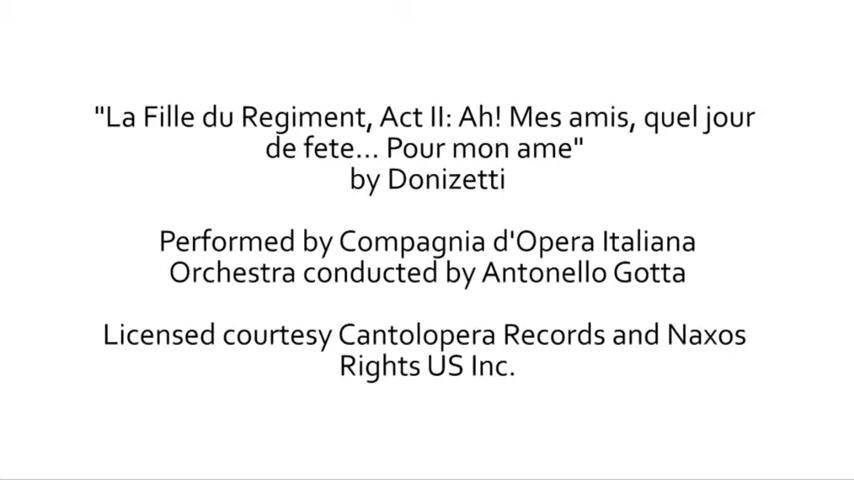 "La Fille du Regiment, Act II: Ah! Mes amis, quel jour
de fete... Pour mon ame"
by Donizetti
Performed by Compagnia d'Opera Italiana
Orchestra conducted by Antonello Gotta
Licensed courtesy Cantolopera Records and Naxos
Rights US Inc.